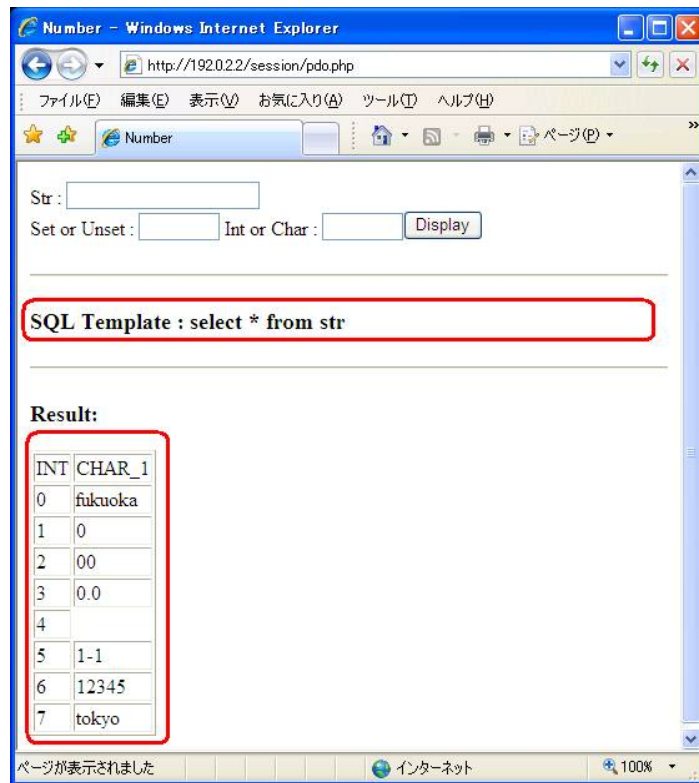 Number - Windows Internet Explorer
http://192.0.2.2/session/pdo.php
ファイル(F) 編集(E) 表示(V) お気に入り(A) ツール(T) ヘルプ(H)
Number
ページ(P)
Str :
Set or Unset : Int or Char : Display
SQL Template : select * from str
Result:
INT CHAR_1
0 fukuoka
1 0
2 00
3 0.0
4
5 1-1
6 12345
7 tokyo
ページが表示されました インターネット 100%